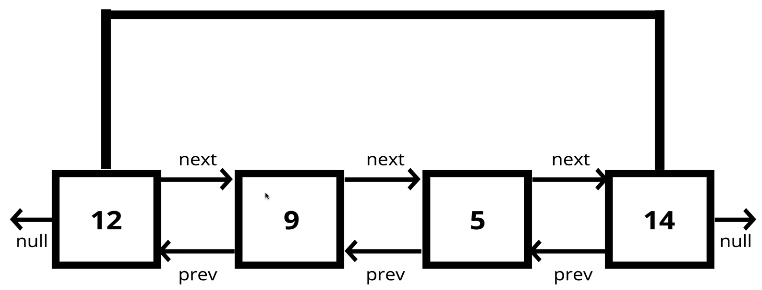 next next next
12 9 5 14
null null
prev prev prev